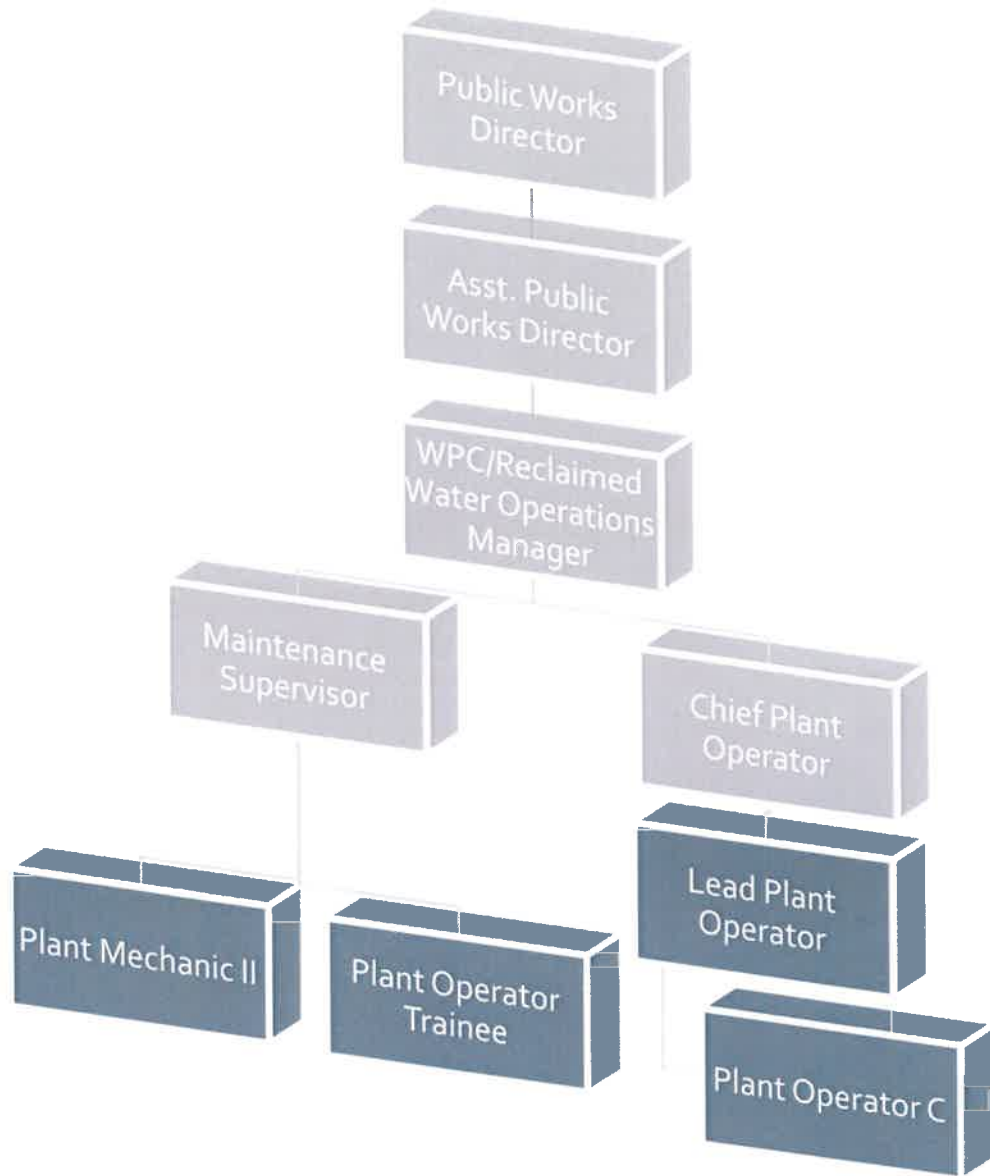 Public Works
Director
Asst. Public
Works Director
WPC/Reclaimed
Water Operations
Manager
Maintenance
Supervisor
Chief Plant
Operator
Plant Mechanic II
Plant Operator
Trainee
Lead Plant
Operator
Plant Operator C